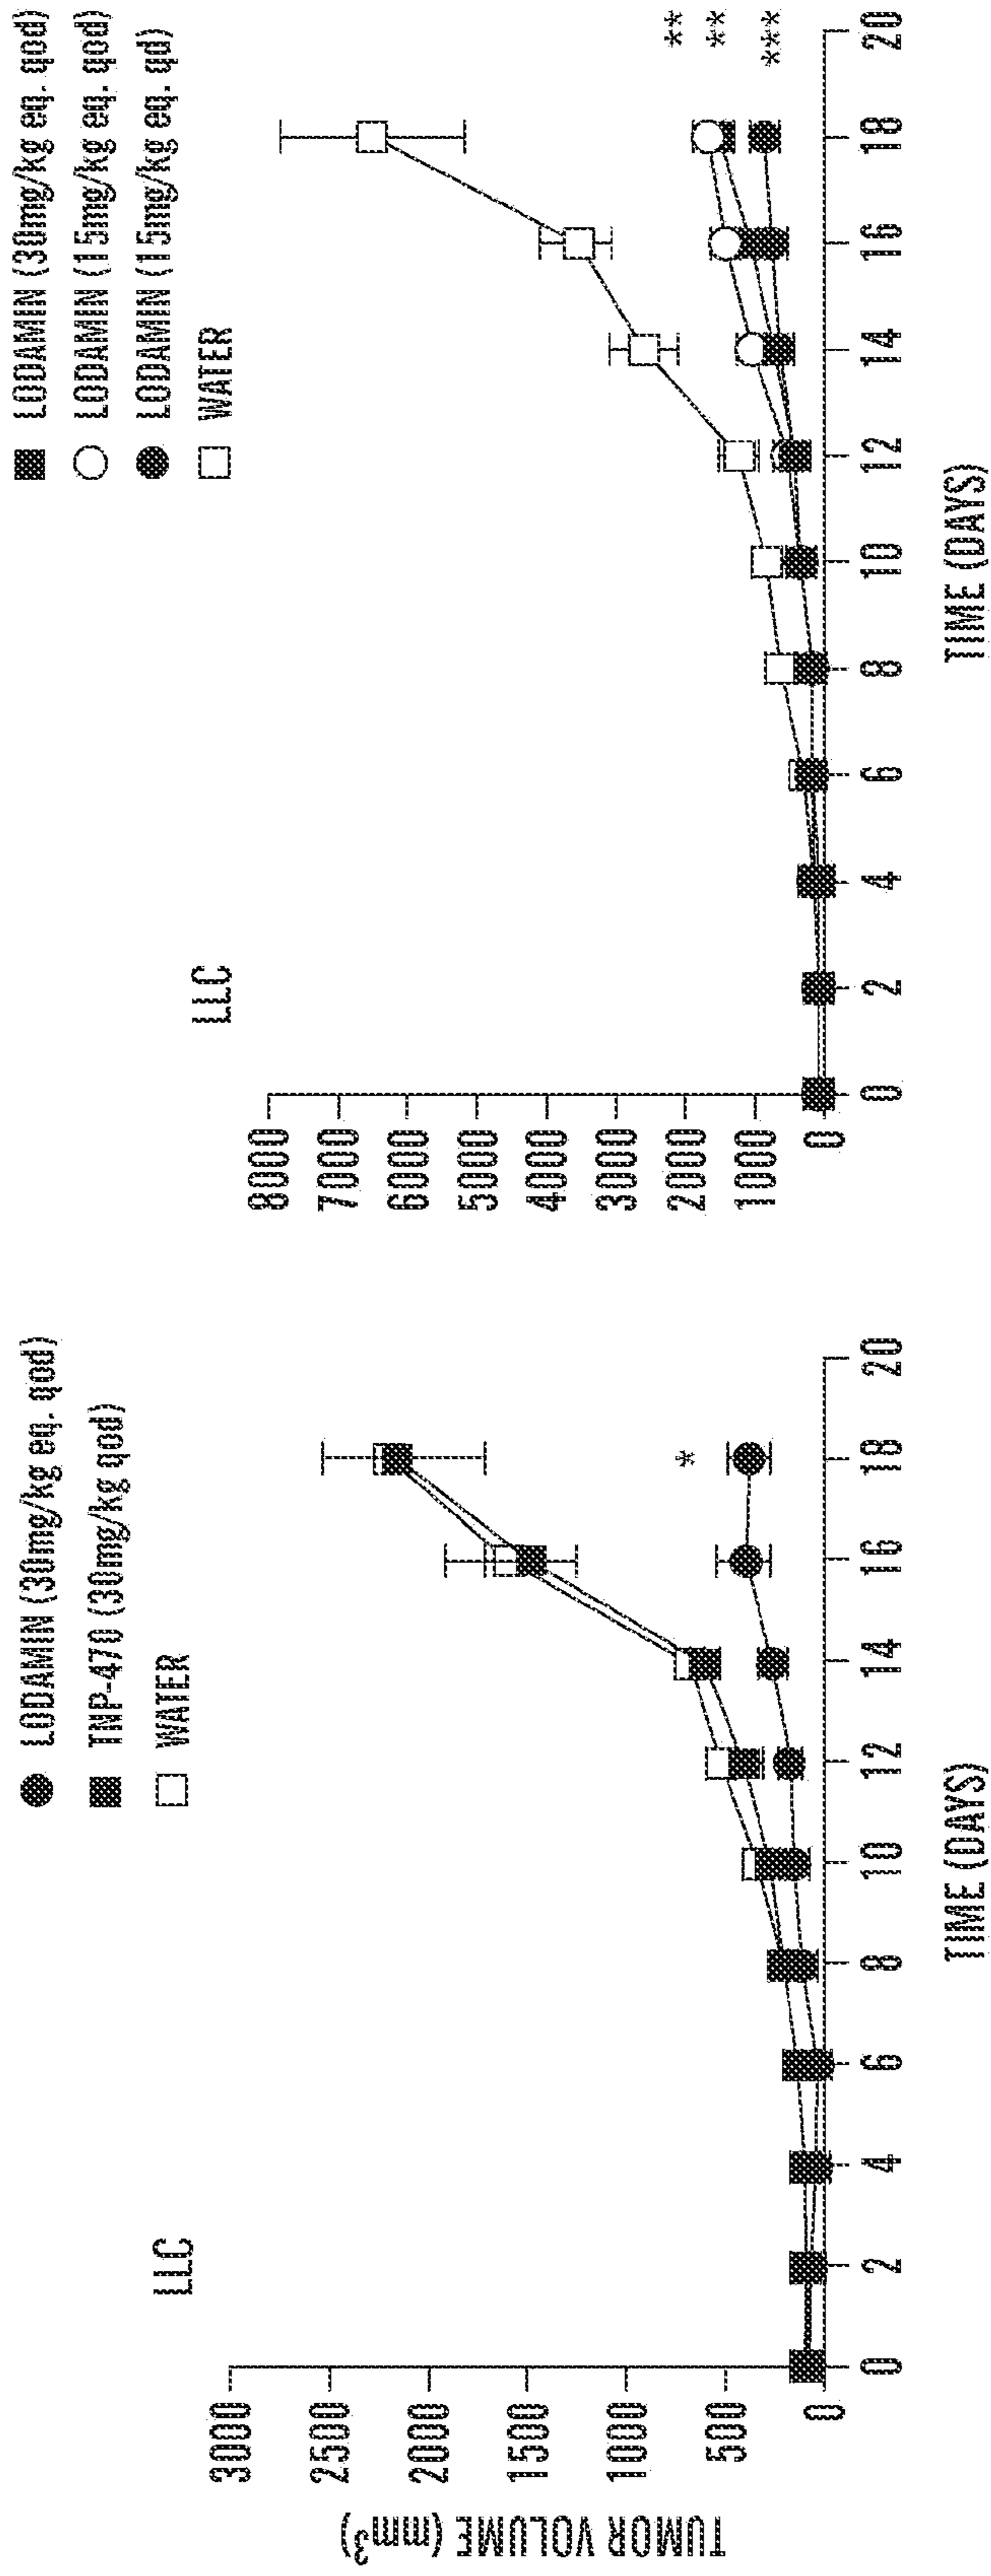 LODAMIN (30mg/kg eq. qod)
TNP-470 (30mg/kg qod)
WATER
LLC
TUMOR VOLUME (mm³)
3000
2500
2000
1500
1000
500
0
*
0 2 4 6 8 10 12 14 16 18 20
TIME (DAYS)
LODAMIN (30mg/kg eq. qod)
LODAMIN (15mg/kg eq. qod)
LODAMIN (15mg/kg eq. qd)
WATER
LLC
8000
7000
6000
5000
4000
3000
2000
1000
0
**
**
***
0 2 4 6 8 10 12 14 16 18 20
TIME (DAYS)